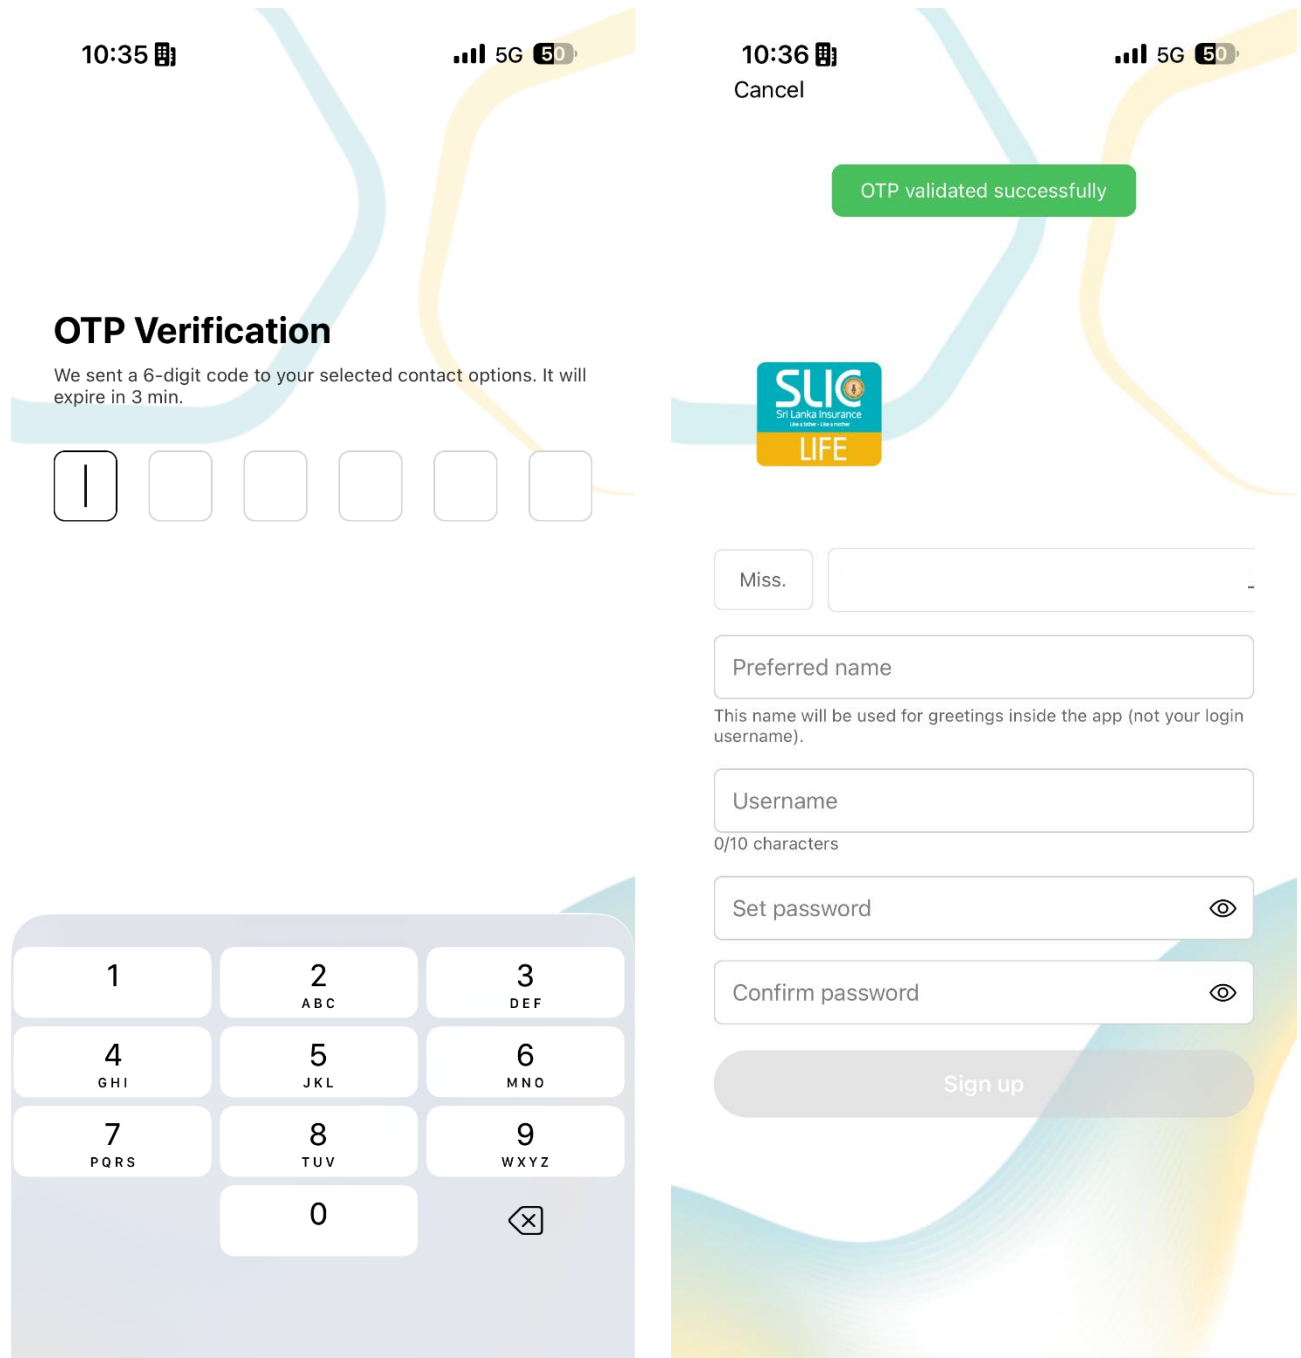 10:35
5G 50
OTP Verification
We sent a 6-digit code to your selected contact options. It will
expire in 3 min.
1
2
ABC
3
DEF
4
GHI
5
JKL
6
MNO
7
PQRS
8
TUV
9
WXYZ
0
10:36
5G 50
Cancel
OTP validated successfully
SLIC
Sri Lanka Insurance
Like a father - Like a mother
LIFE
Miss.
Preferred name
This name will be used for greetings inside the app (not your login
username).
Username
0/10 characters
Set password
Confirm password
Sign up